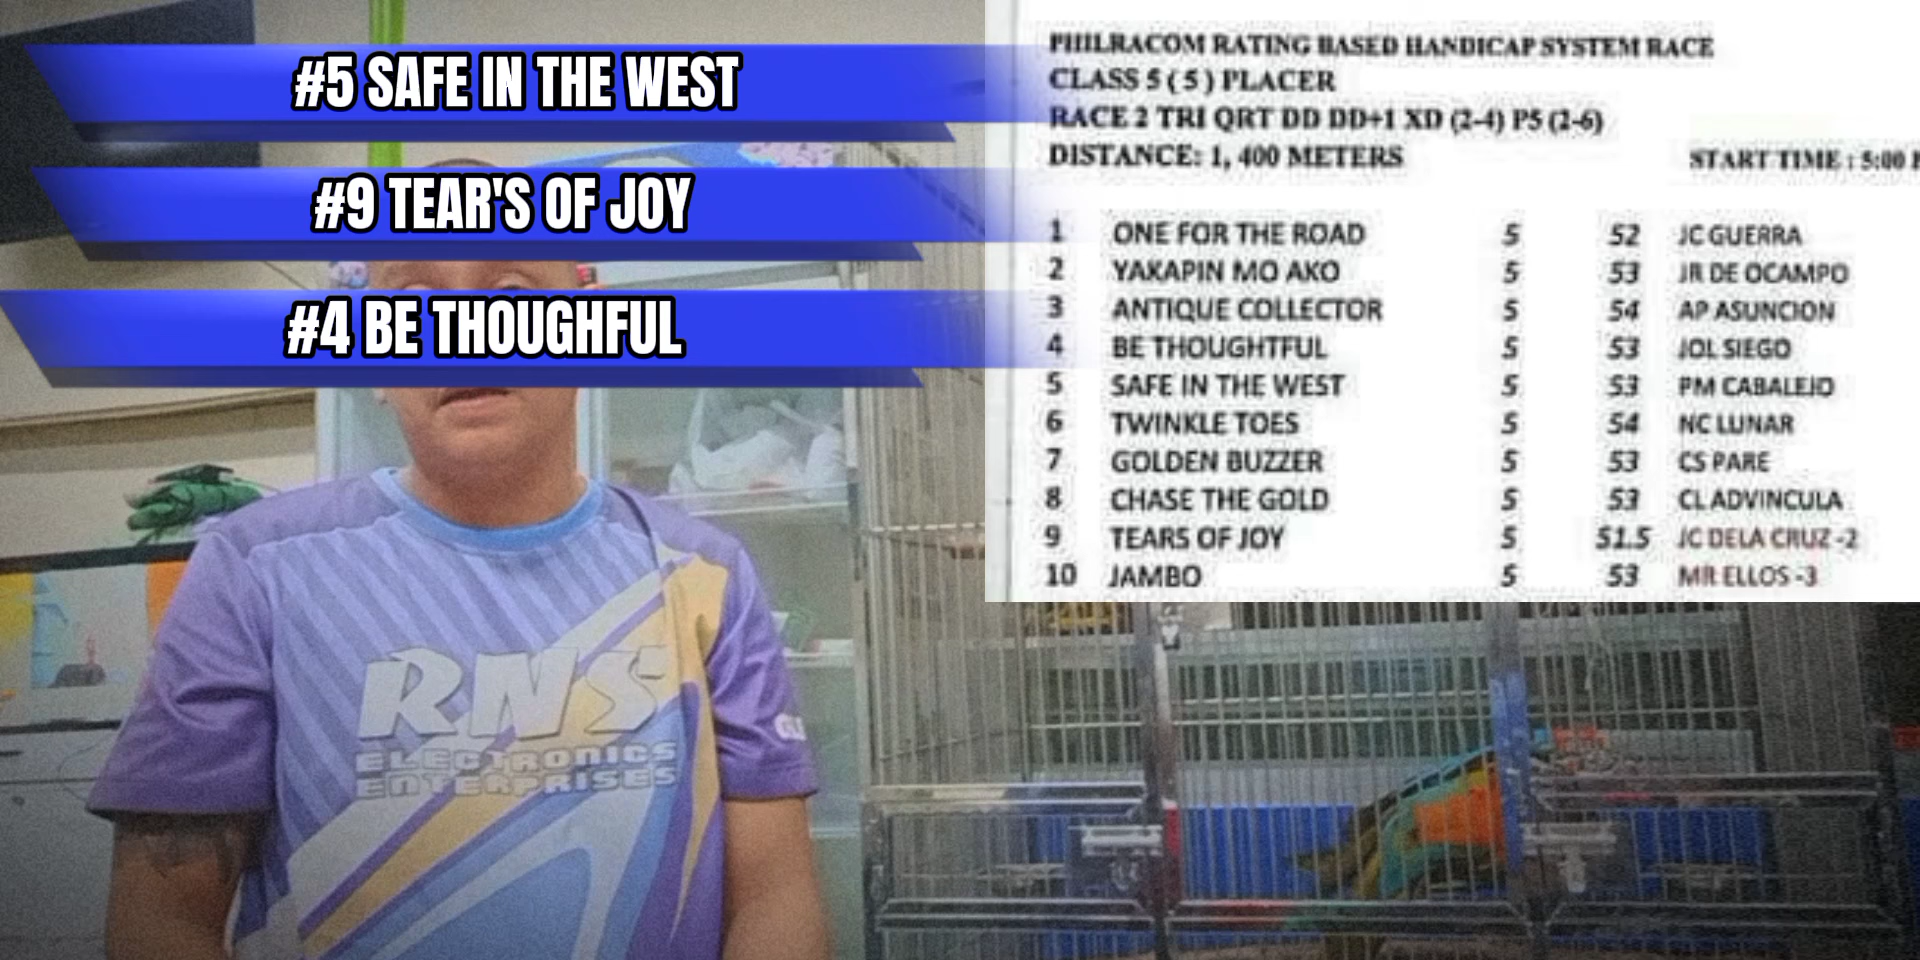 #5 SAFE IN THE WEST
#9 TEAR'S OF JOY
#4 BE THOUGHFUL
PHILRACOM RATING BASED HANDICAP SYSTEM RACE
CLASS 5 ( 5 ) PLACER
RACE 2 TRI QRT DD DD+1 XD (2-4) P5 (2-6)
DISTANCE: 1, 400 METERS
START TIME : 5:00
1 ONE FOR THE ROAD 5 52 JC GUERRA
2 YAKAPIN MO AKO 5 53 JR DE OCAMPO
3 ANTIQUE COLLECTOR 5 54 AP ASUNCION
4 BE THOUGHTFUL 5 53 JOL SIEGO
5 SAFE IN THE WEST 5 53 PM CABALEJO
6 TWINKLE TOES 5 54 NC LUNAR
7 GOLDEN BUZZER 5 53 CS PARE
8 CHASE THE GOLD 5 53 CL ADVINCULA
9 TEARS OF JOY 5 51.5 JC DELA CRUZ -2
10 JAMBO 5 53 MR ELLOS -3
RNS
ELECTRONICS
ENTERPRISES